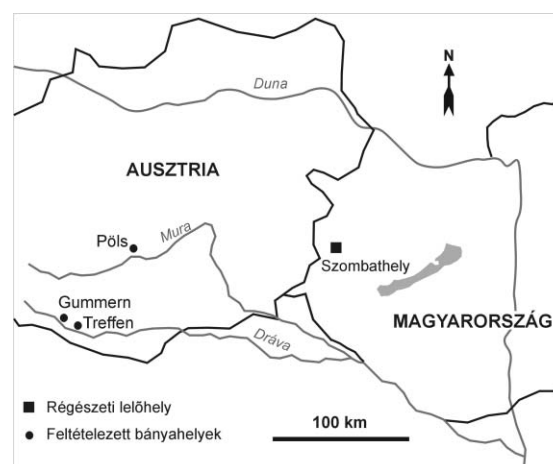 Duna
N
AUSZTRIA
Pöls
Mura
Szombathely
Gummern
Treffen
MAGYARORSZÁG
Dráva
Régészeti lelőhely
Feltételezett bányahelyek
100 km